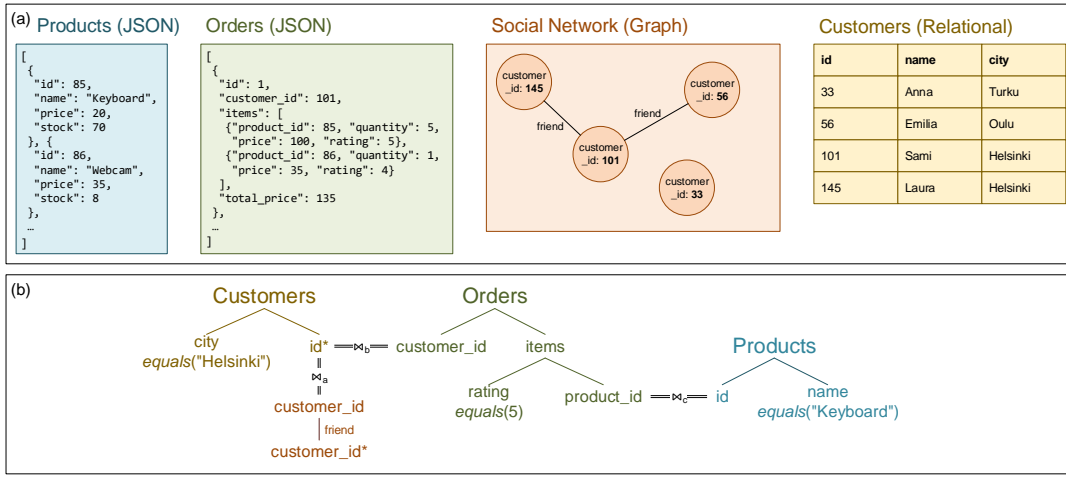 (a)
Products (JSON)
[
{
"id": 85,
"name": "Keyboard",
"price": 20,
"stock": 70
}, {
"id": 86,
"name": "Webcam",
"price": 35,
"stock": 8
},
…
]
Orders (JSON)
[
{
"id": 1,
"customer_id": 101,
"items": [
{"product_id": 85, "quantity": 5,
"price": 100, "rating": 5},
{"product_id": 86, "quantity": 1,
"price": 35, "rating": 4}
],
"total_price": 135
},
…
]
Social Network (Graph)
customer
_id: 145
customer
_id: 56
friend
friend
customer
_id: 101
customer
_id: 33
Customers (Relational)
id name city
33 Anna Turku
56 Emilia Oulu
101 Sami Helsinki
145 Laura Helsinki
(b)
Customers
Orders
city
equals("Helsinki")
id* ⋈b customer_id
items
Products
⋈a
rating
equals(5)
product_id ⋈c id
name
equals("Keyboard")
customer_id
friend
customer_id*